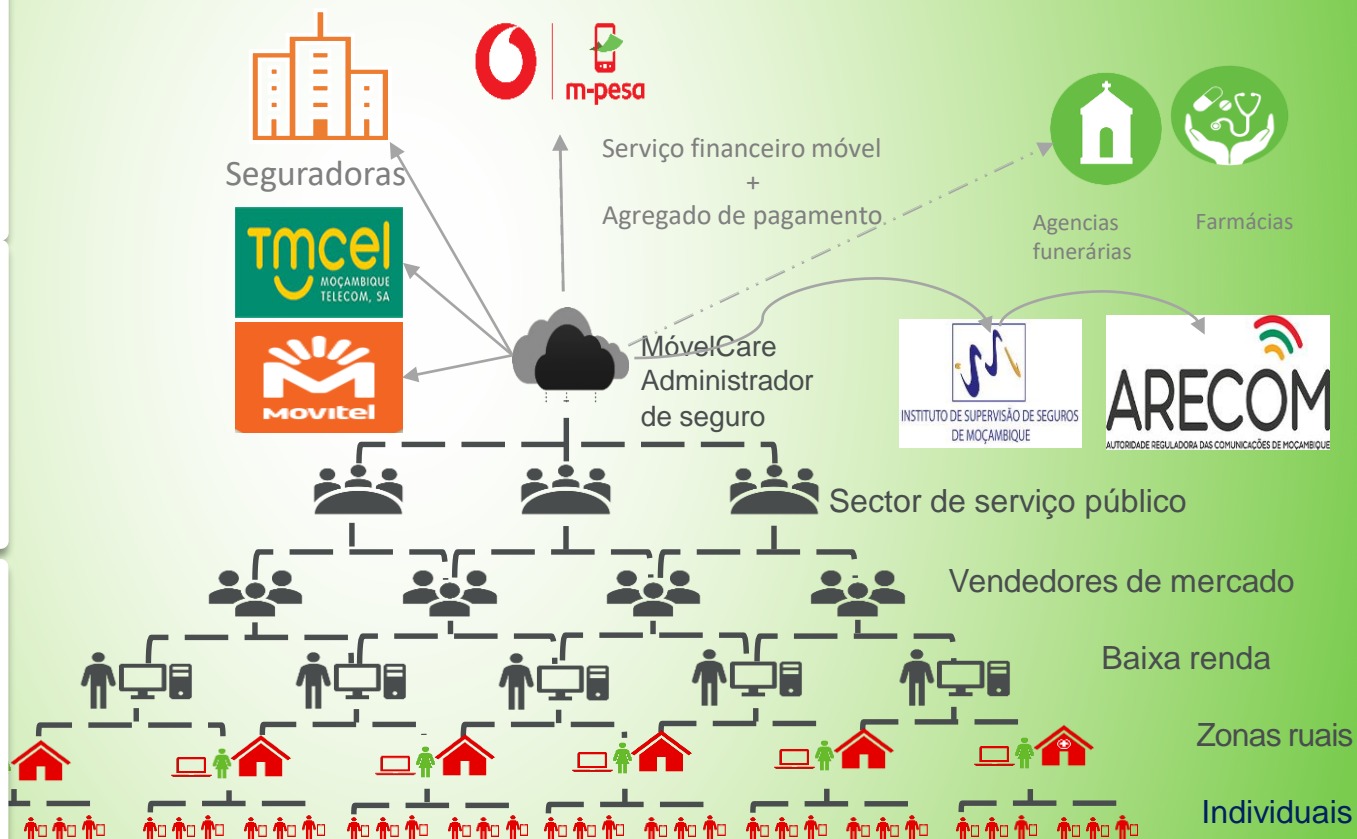 m-pesa
Seguradoras
Serviço financeiro móvel
+
Agregado de pagamento
Agencias
funerárias
Farmácias
TMcel
MOÇAMBIQUE
TELECOM, SA
MOVITEL
MóvelCare
Administrador
de seguro
INSTITUTO DE SUPERVISÃO DE SEGUROS
DE MOÇAMBIQUE
ARECOM
AUTORIDADE REGULADORA DAS COMUNICAÇÕES DE MOÇAMBIQUE
Sector de serviço público
Vendedores de mercado
Baixa renda
Zonas ruais
Individuais